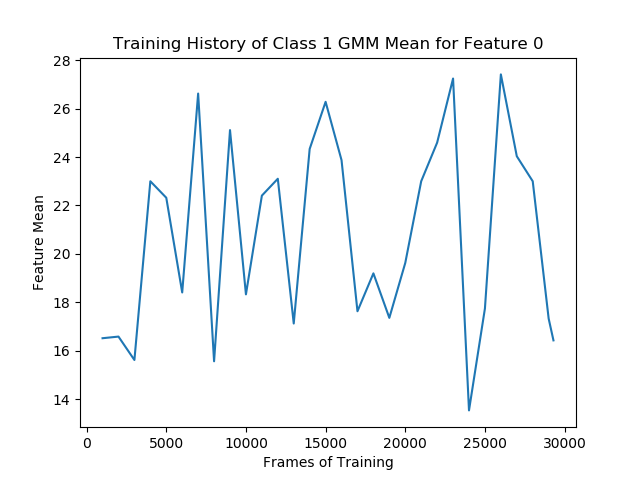 Training History of Class 1 GMM Mean for Feature 0
28
26
24
22
20
18
16
14
Feature Mean
0 5000 10000 15000 20000 25000 30000
Frames of Training